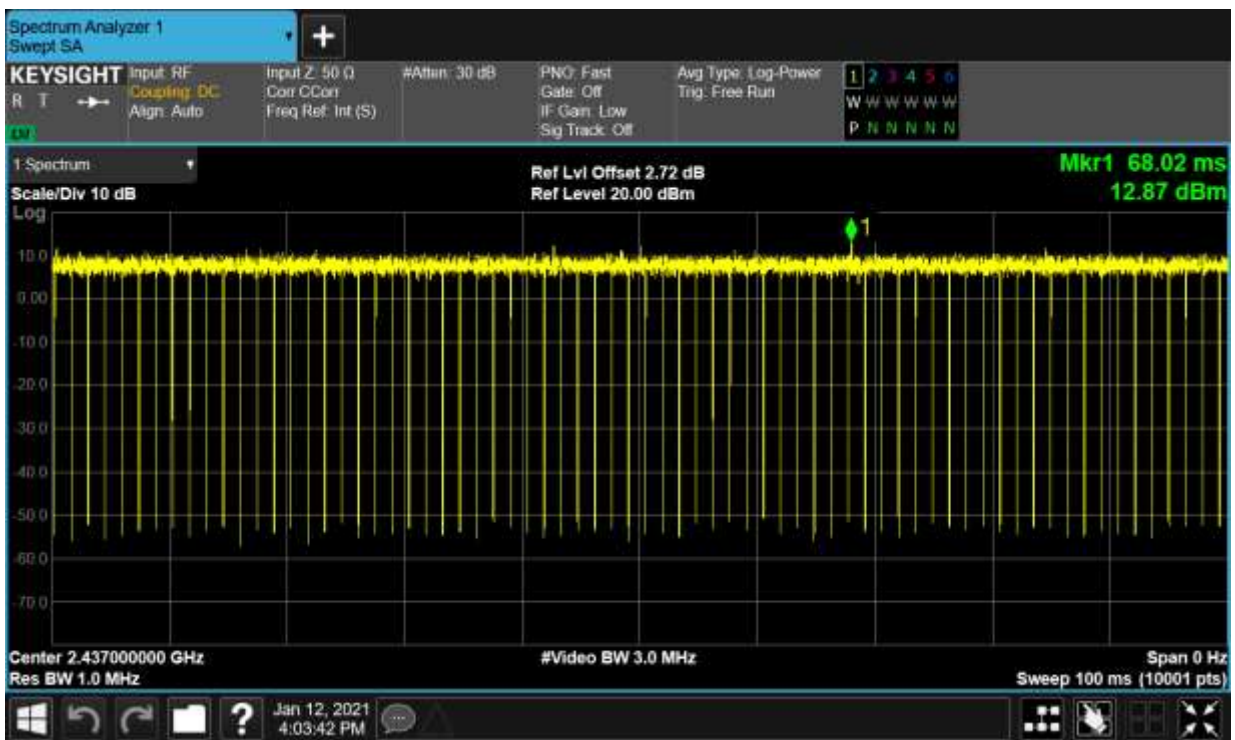 Spectrum Analyzer 1
Swept SA
+
KEYSIGHT
R T
Input: RF
Coupling: DC
Align: Auto
Input Z: 50 Ω
Corr CCorr
Freq Ref: Int (S)
#Atten: 30 dB
PNO: Fast
Gate: Off
IF Gain: Low
Sig Track: Off
Avg Type: Log-Power
Trig: Free Run
1 2 3 4 5 6
W W W W W W
P N N N N N
1 Spectrum
Scale/Div 10 dB
Ref Lvl Offset 2.72 dB
Ref Level 20.00 dBm
Mkr1 68.02 ms
12.87 dBm
Log
1
10.0
0.00
-10.0
-20.0
-30.0
-40.0
-50.0
-60.0
-70.0
Center 2.437000000 GHz
Res BW 1.0 MHz
#Video BW 3.0 MHz
Span 0 Hz
Sweep 100 ms (10001 pts)
?
Jan 12, 2021
4:03:42 PM